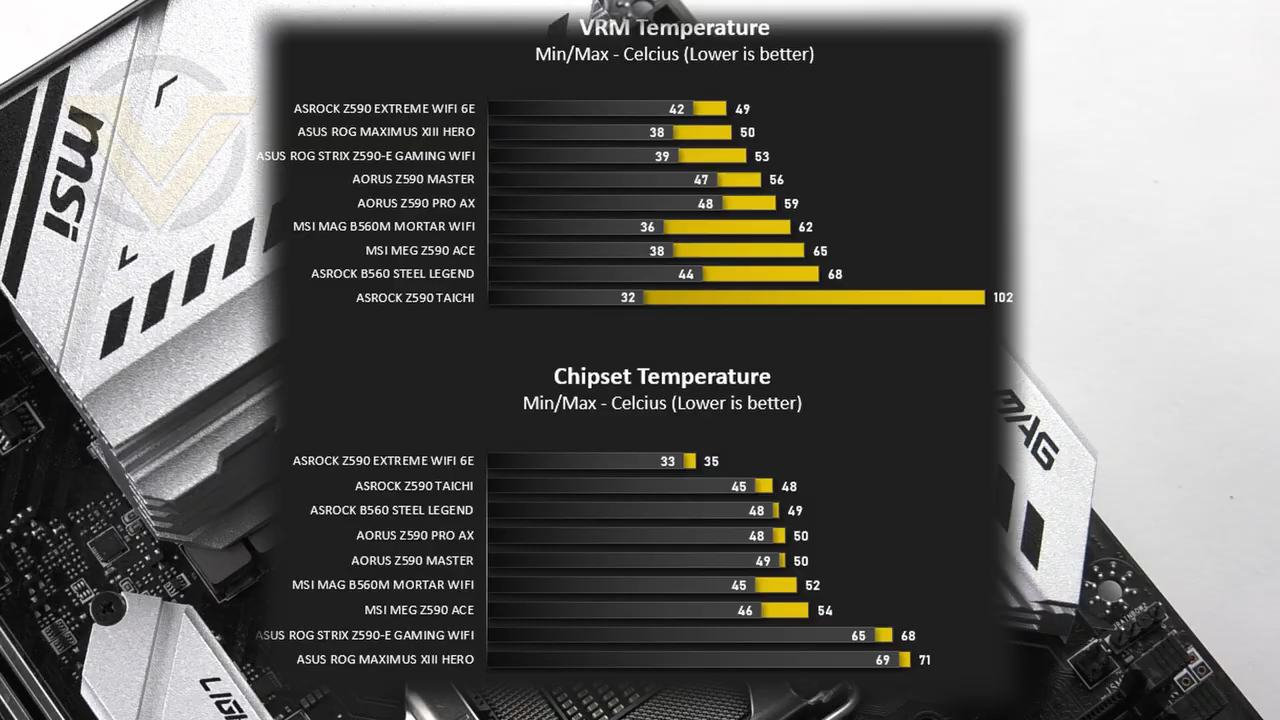 VRM Temperature
Min/Max - Celcius (Lower is better)
ASROCK Z590 EXTREME WIFI 6E 42 49
ASUS ROG MAXIMUS XIII HERO 38 50
ASUS ROG STRIX Z590-E GAMING WIFI 39 53
AORUS Z590 MASTER 47 56
AORUS Z590 PRO AX 48 59
MSI MAG B560M MORTAR WIFI 36 62
MSI MEG Z590 ACE 38 65
ASROCK B560 STEEL LEGEND 44 68
ASROCK Z590 TAICHI 32 102
Chipset Temperature
Min/Max - Celcius (Lower is better)
ASROCK Z590 EXTREME WIFI 6E 33 35
ASROCK Z590 TAICHI 45 48
ASROCK B560 STEEL LEGEND 48 49
AORUS Z590 PRO AX 48 50
AORUS Z590 MASTER 49 50
MSI MAG B560M MORTAR WIFI 45 52
MSI MEG Z590 ACE 46 54
ASUS ROG STRIX Z590-E GAMING WIFI 65 68
ASUS ROG MAXIMUS XIII HERO 69 71
msi
MAG